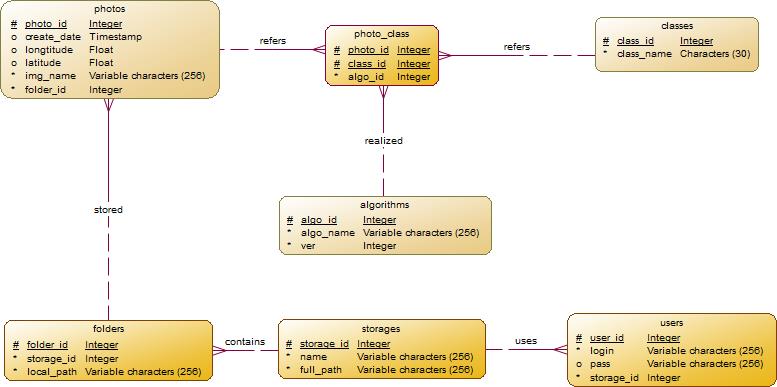 photos
# photo_id Integer
o create_date Timestamp
o longtitude Float
o latitude Float
* img_name Variable characters (256)
* folder_id Integer
refers
photo_class
# photo_id Integer
# class_id Integer
* algo_id Integer
refers
classes
# class_id Integer
* class_name Characters (30)
realized
algorithms
# algo_id Integer
* algo_name Variable characters (256)
* ver Integer
stored
folders
# folder_id Integer
* storage_id Integer
* local_path Variable characters (256)
contains
storages
# storage_id Integer
* name Variable characters (256)
* full_path Variable characters (256)
uses
users
# user_id Integer
* login Variable characters (256)
o pass Variable characters (256)
* storage_id Integer